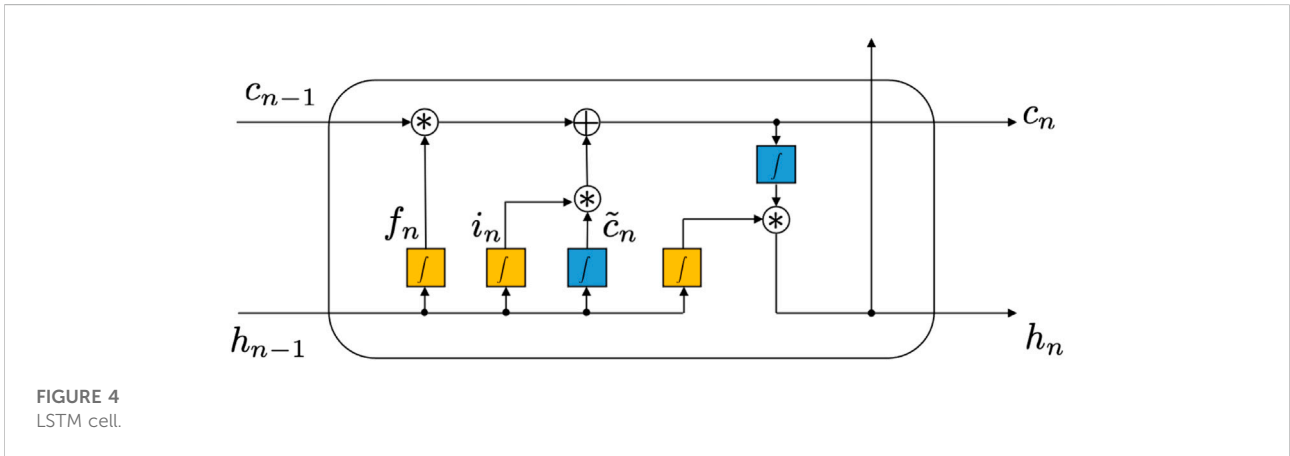 c_{n-1}
c_n
∗
+
∫
∗
∗
f_n
i_n
c̃_n
∫
∫
∫
∫
h_{n-1}
h_n
FIGURE 4
LSTM cell.